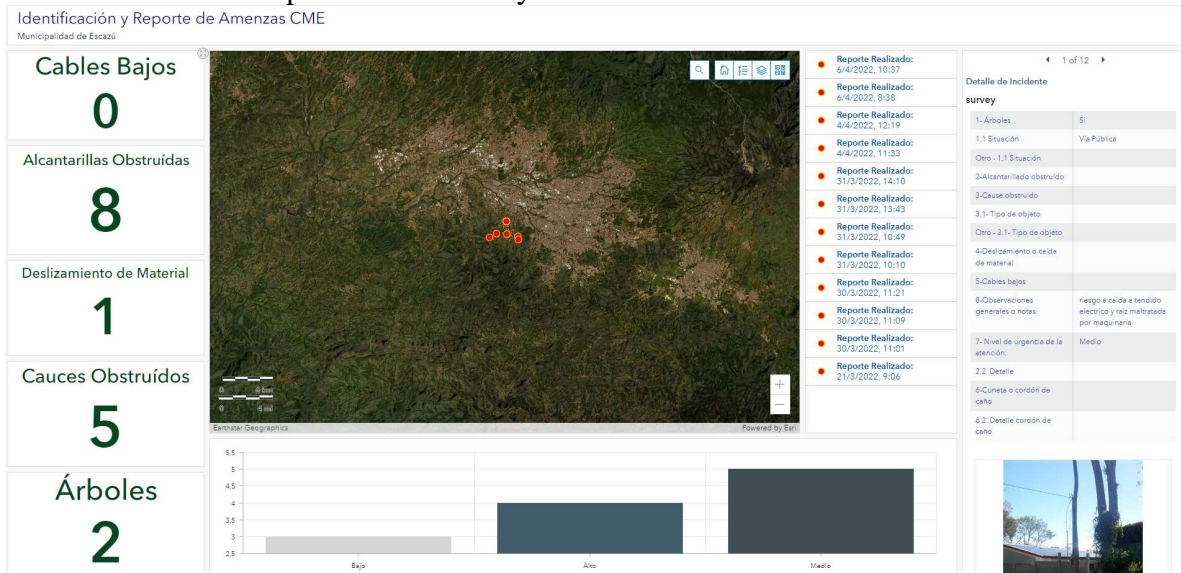 Identificación y Reporte de Amenzas CME
Municipalidad de Escazú
Cables Bajos
0
Alcantarillas Obstruídas
8
Deslizamiento de Material
1
Cauces Obstruídos
5
Árboles
2
0 6 km
0 4 mi
Earthstar Geographics
Powered by Esri
Reporte Realizado:
6/4/2022, 10:37
Reporte Realizado:
6/4/2022, 8:38
Reporte Realizado:
4/4/2022, 12:19
Reporte Realizado:
4/4/2022, 11:33
Reporte Realizado:
31/3/2022, 14:10
Reporte Realizado:
31/3/2022, 13:43
Reporte Realizado:
31/3/2022, 10:49
Reporte Realizado:
31/3/2022, 10:10
Reporte Realizado:
30/3/2022, 11:21
Reporte Realizado:
30/3/2022, 11:09
Reporte Realizado:
30/3/2022, 11:01
Reporte Realizado:
21/3/2022, 9:06
5,5
5
4,5
4
3,5
3
2,5
Bajo
Alto
Medio
1 of 12
Detalle de Incidente
survey
1- Árboles Si
1.1 Situación Vía Pública
Otro - 1.1 Situación
2-Alcantarillado obstruído
3-Cause obstruido
3.1- Tipo de objeto
Otro - 3.1- Tipo de objeto
4-Deslizamiento o caída
de material
5-Cables bajos
8-Observaciones riesgo a caida a tendido
generales o notas electrico y raiz maltratada
por maquinaria
7- Nivel de urgencia de la Medio
atención:
2.2. Detalle
6-Cuneta o cordón de
caño
6.2. Detalle cordón de
caño